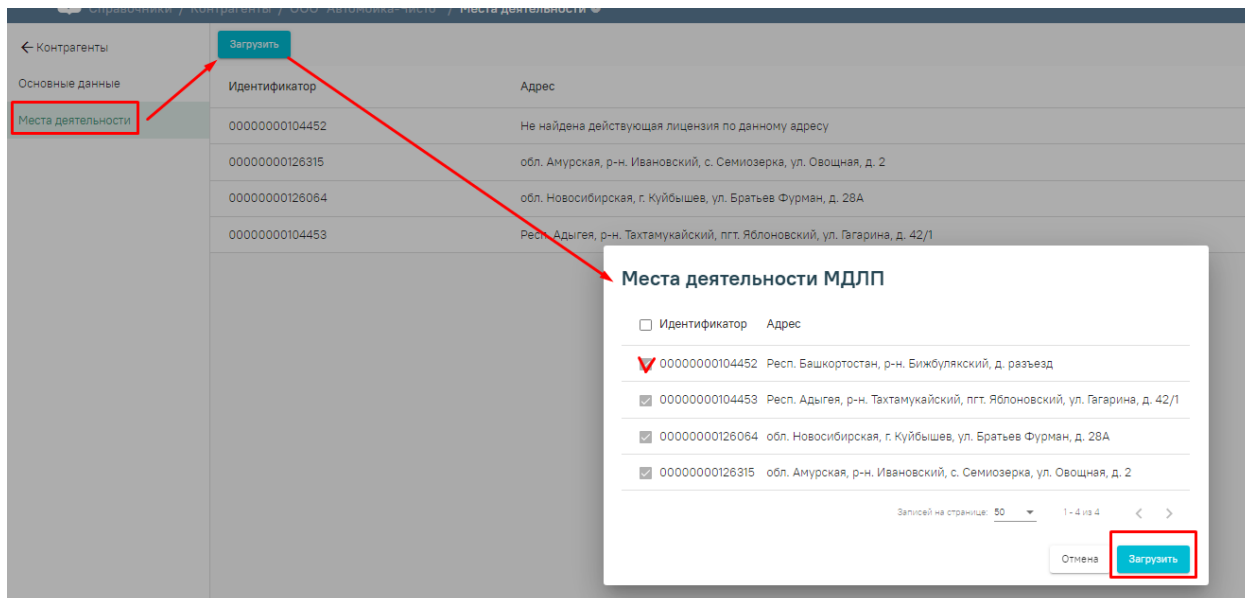 Справочники / Контрагенты / ООО "Автомойка-Чисто" / Места деятельности
Контрагенты
Загрузить
Основные данные
Места деятельности
Идентификатор Адрес
00000000104452 Не найдена действующая лицензия по данному адресу
00000000126315 обл. Амурская, р-н. Ивановский, с. Семиозерка, ул. Овощная, д. 2
00000000126064 обл. Новосибирская, г. Куйбышев, ул. Братьев Фурман, д. 28А
00000000104453 Респ. Адыгея, р-н. Тахтамукайский, пгт. Яблоновский, ул. Гагарина, д. 42/1
Места деятельности МДЛП
Идентификатор Адрес
00000000104452 Респ. Башкортостан, р-н. Бижбулякский, д. разъезд
00000000104453 Респ. Адыгея, р-н. Тахтамукайский, пгт. Яблоновский, ул. Гагарина, д. 42/1
00000000126064 обл. Новосибирская, г. Куйбышев, ул. Братьев Фурман, д. 28А
00000000126315 обл. Амурская, р-н. Ивановский, с. Семиозерка, ул. Овощная, д. 2
Записей на странице: 50 1 - 4 из 4
Отмена Загрузить